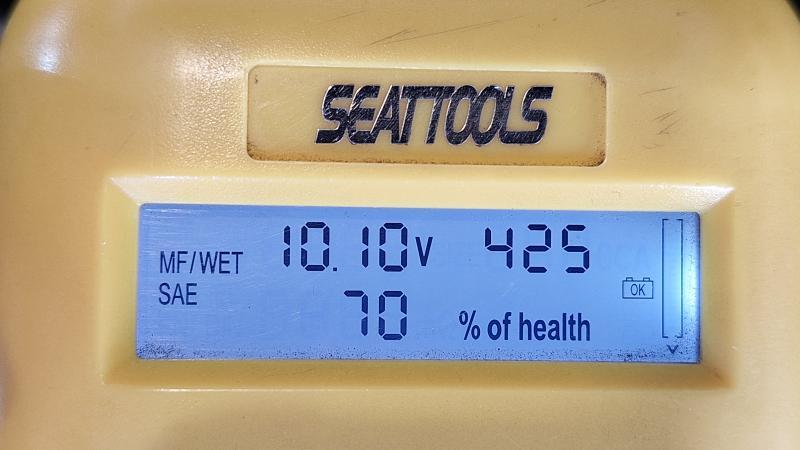 SEATTOOLS
MF/WET 10.10V 425
SAE 70 % of health
OK